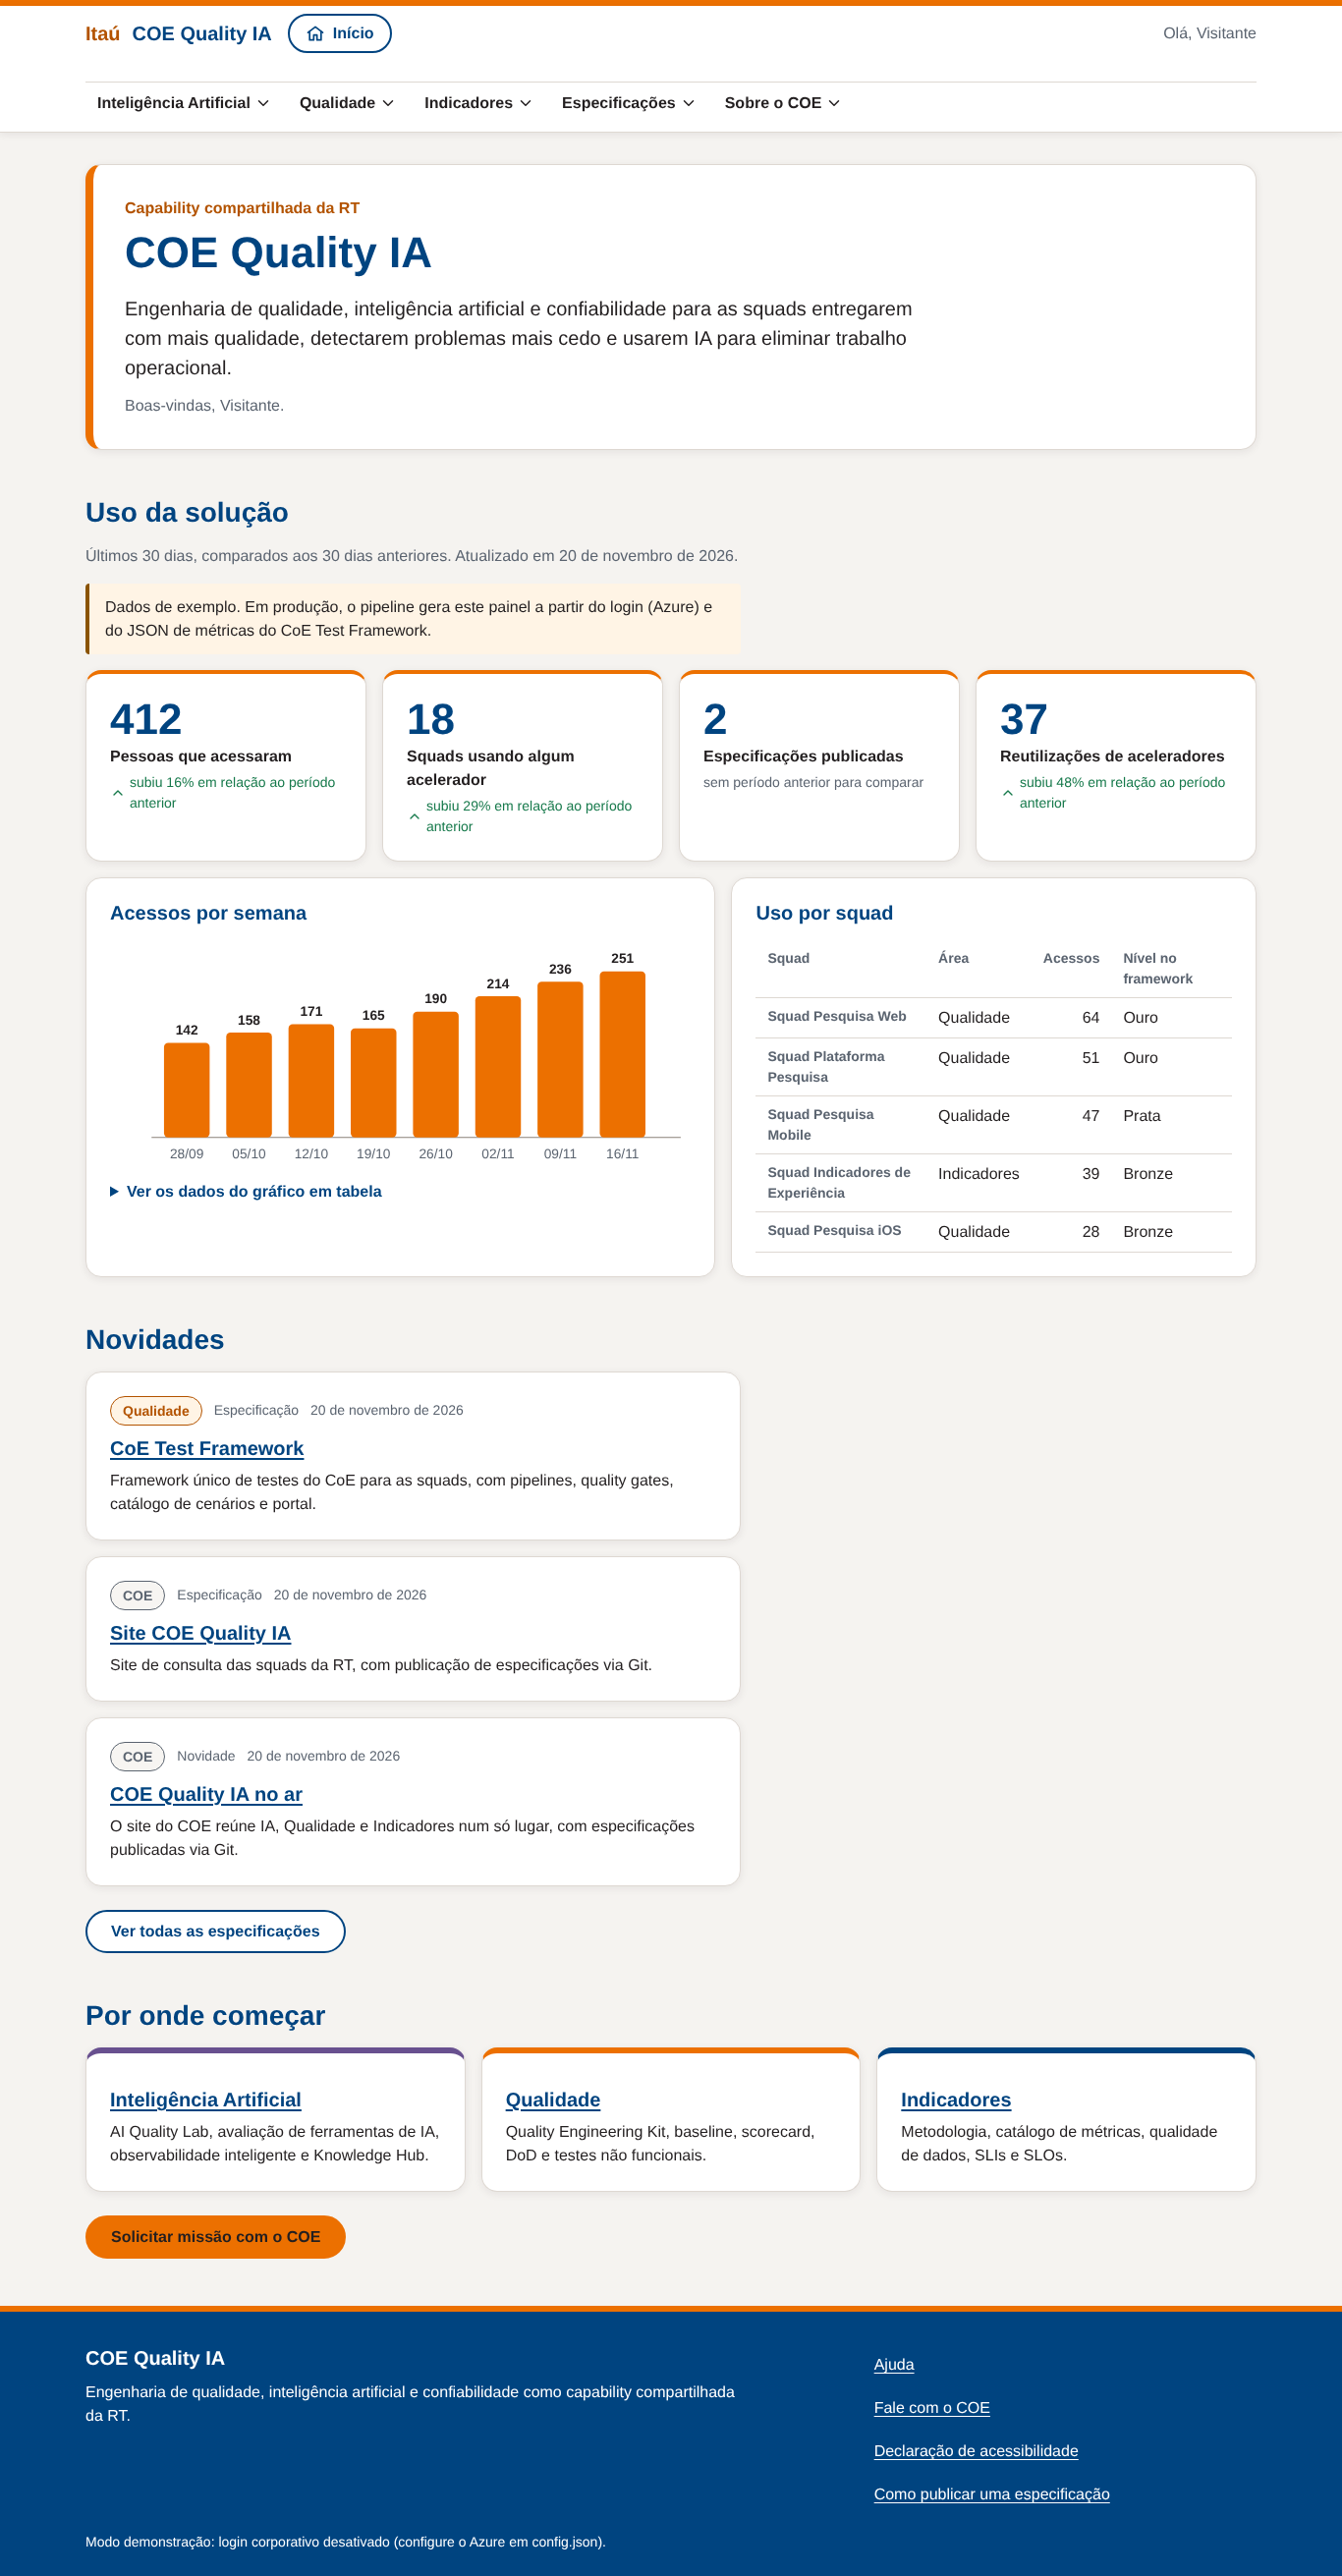 Itaú COE Quality IA Início Olá, Visitante
Inteligência Artificial Qualidade Indicadores Especificações Sobre o COE
Capability compartilhada da RT
COE Quality IA
Engenharia de qualidade, inteligência artificial e confiabilidade para as squads entregarem
com mais qualidade, detectarem problemas mais cedo e usarem IA para eliminar trabalho
operacional.
Boas-vindas, Visitante.
Uso da solução
Últimos 30 dias, comparados aos 30 dias anteriores. Atualizado em 20 de novembro de 2026.
Dados de exemplo. Em produção, o pipeline gera este painel a partir do login (Azure) e
do JSON de métricas do CoE Test Framework.
412
Pessoas que acessaram
subiu 16% em relação ao período
anterior
18
Squads usando algum
acelerador
subiu 29% em relação ao período
anterior
2
Especificações publicadas
sem período anterior para comparar
37
Reutilizações de aceleradores
subiu 48% em relação ao período
anterior
Acessos por semana
142 158 171 165 190 214 236 251
28/09 05/10 12/10 19/10 26/10 02/11 09/11 16/11
Ver os dados do gráfico em tabela
Uso por squad
Squad Área Acessos Nível no
framework
Squad Pesquisa Web Qualidade 64 Ouro
Squad Plataforma Qualidade 51 Ouro
Pesquisa
Squad Pesquisa Qualidade 47 Prata
Mobile
Squad Indicadores de Indicadores 39 Bronze
Experiência
Squad Pesquisa iOS Qualidade 28 Bronze
Novidades
Qualidade Especificação 20 de novembro de 2026
CoE Test Framework
Framework único de testes do CoE para as squads, com pipelines, quality gates,
catálogo de cenários e portal.
COE Especificação 20 de novembro de 2026
Site COE Quality IA
Site de consulta das squads da RT, com publicação de especificações via Git.
COE Novidade 20 de novembro de 2026
COE Quality IA no ar
O site do COE reúne IA, Qualidade e Indicadores num só lugar, com especificações
publicadas via Git.
Ver todas as especificações
Por onde começar
Inteligência Artificial
AI Quality Lab, avaliação de ferramentas de IA,
observabilidade inteligente e Knowledge Hub.
Qualidade
Quality Engineering Kit, baseline, scorecard,
DoD e testes não funcionais.
Indicadores
Metodologia, catálogo de métricas, qualidade
de dados, SLIs e SLOs.
Solicitar missão com o COE
COE Quality IA
Engenharia de qualidade, inteligência artificial e confiabilidade como capability compartilhada
da RT.
Ajuda
Fale com o COE
Declaração de acessibilidade
Como publicar uma especificação
Modo demonstração: login corporativo desativado (configure o Azure em config.json).